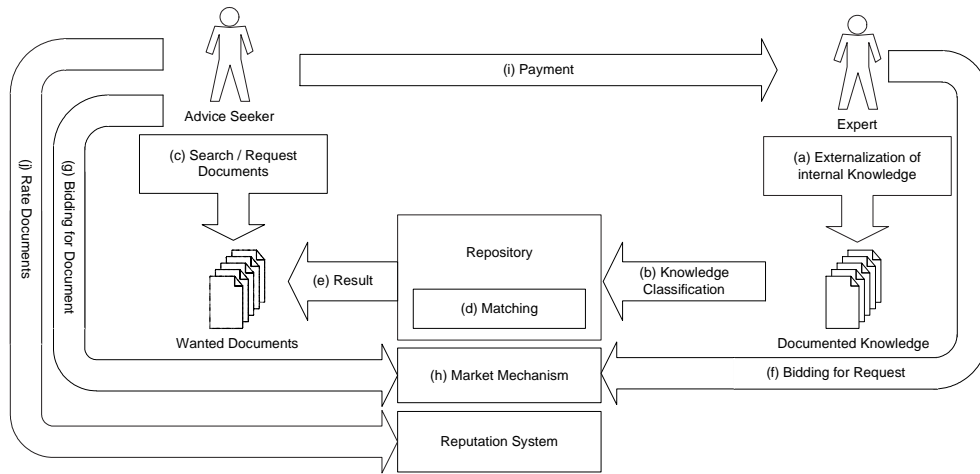 (i) Payment
Advice Seeker
Expert
(c) Search / Request
Documents
(a) Externalization of
internal Knowledge
(j) Rate Documents
(g) Bidding for Document
Repository
(e) Result
(b) Knowledge
Classification
(d) Matching
Wanted Documents
Documented Knowledge
(h) Market Mechanism
(f) Bidding for Request
Reputation System